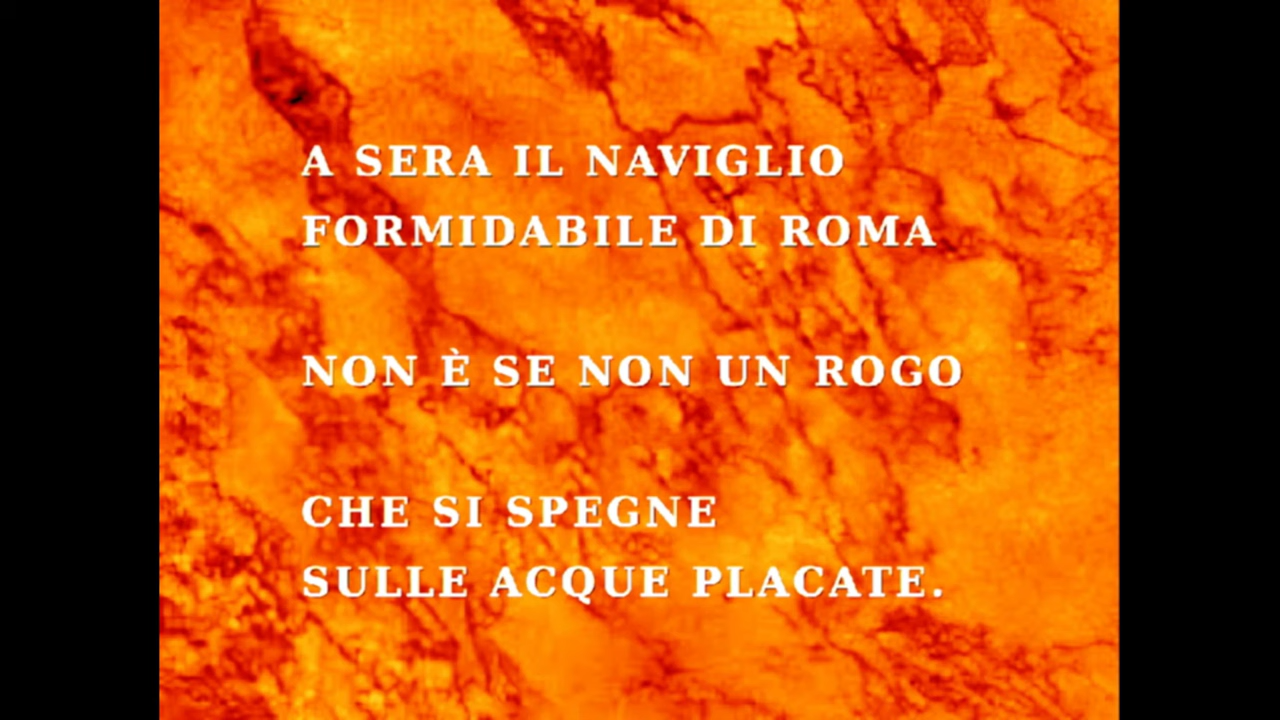 A SERA IL NAVIGLIO
FORMIDABILE DI ROMA
NON È SE NON UN ROGO
CHE SI SPEGNE
SULLE ACQUE PLACATE.